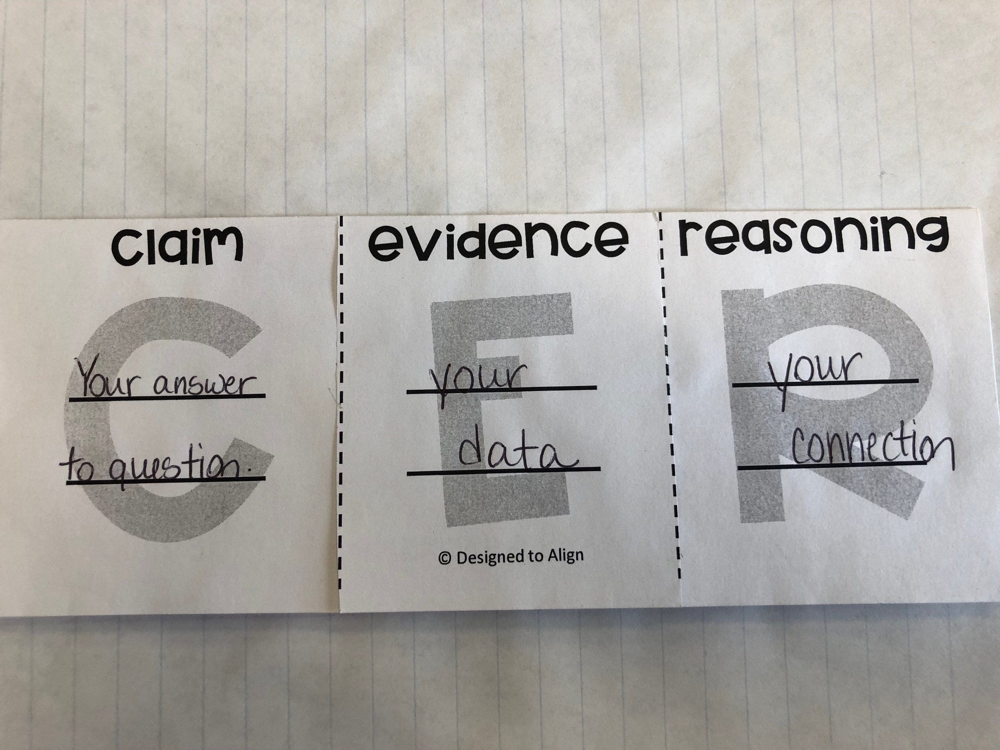 claim
Your answer
to question.
evidence
your
data
© Designed to Align
reasoning
your
connection